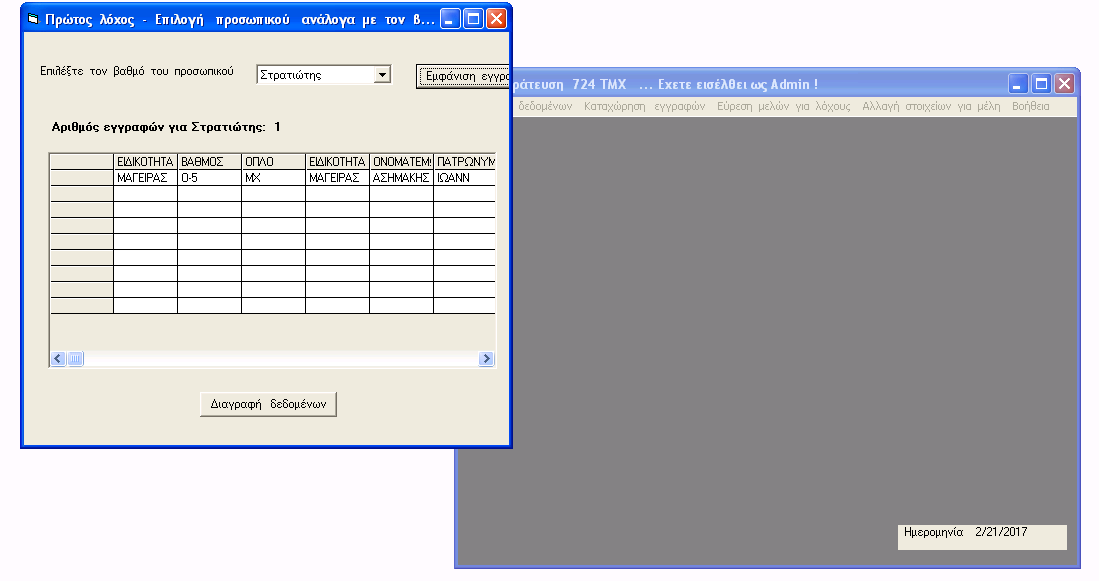 Πρώτος λόχος - Επιλογή προσωπικού ανάλογα με τον β...
Επιλέξτε τον βαθμό του προσωπικού
Στρατιώτης
Εμφάνιση εγγρο
Αριθμός εγγραφών για Στρατιώτης: 1
ΕΙΔΙΚΟΤΗΤΑ ΒΑΘΜΟΣ ΟΠΛΟ ΕΙΔΙΚΟΤΗΤΑ ΟΝΟΜΑΤΕΜ ΠΑΤΡΩΝΥΜ
ΜΑΓΕΙΡΑΣ Ο-5 ΜΧ ΜΑΓΕΙΡΑΣ ΑΣΗΜΑΚΗΣ ΙΩΑΝΝ
Διαγραφή δεδομένων
ράτευση 724 ΤΜΧ ... Εχετε εισέλθει ως Admin !
δεδομένων Καταχώρηση εγγραφών Εύρεση μελών για λόχους Αλλαγή στοιχείων για μέλη Βοήθεια
Ημερομηνία 2/21/2017